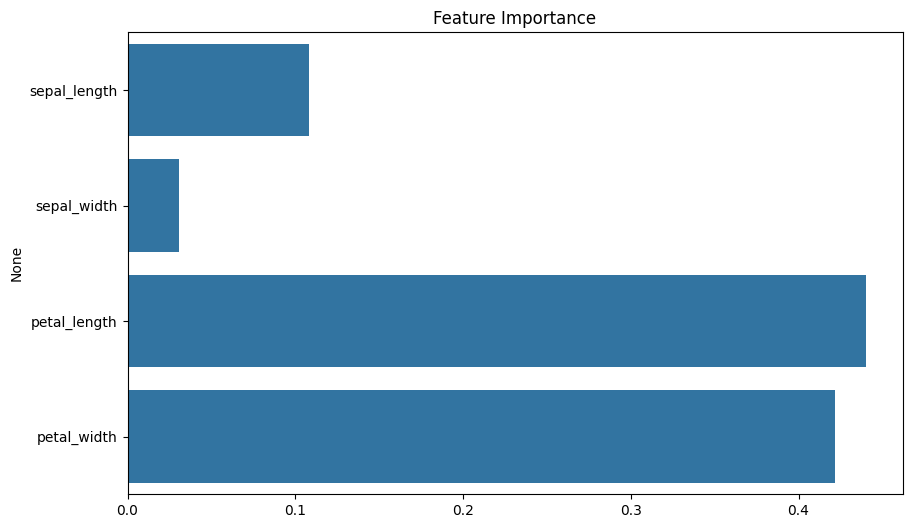 Feature Importance
sepal_length
sepal_width
None
petal_length
petal_width
0.0 0.1 0.2 0.3 0.4